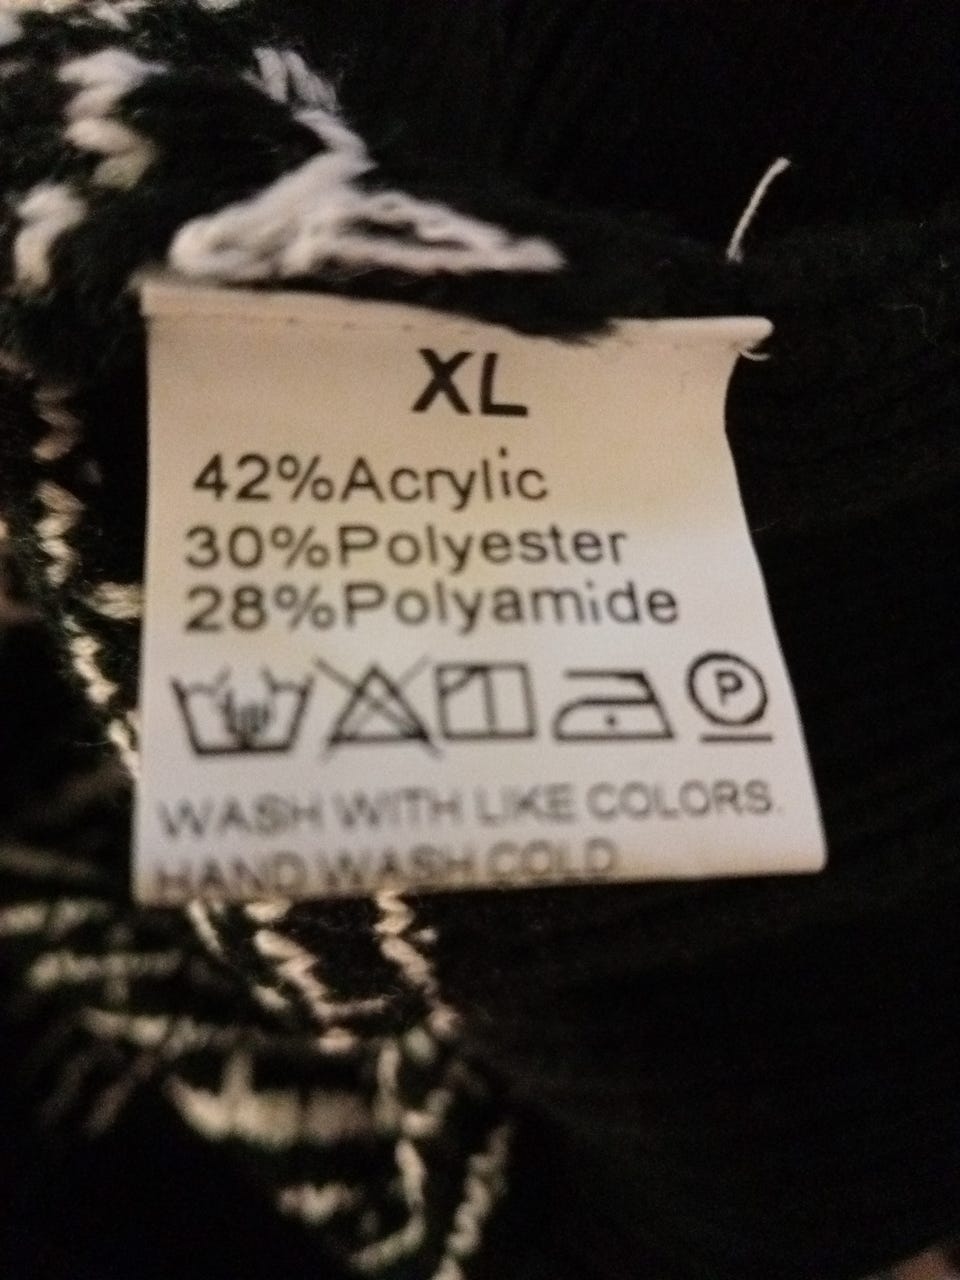 XL
42%Acrylic
30%Polyester
28%Polyamide
P
WASH WITH LIKE COLORS.
HAND WASH COLD